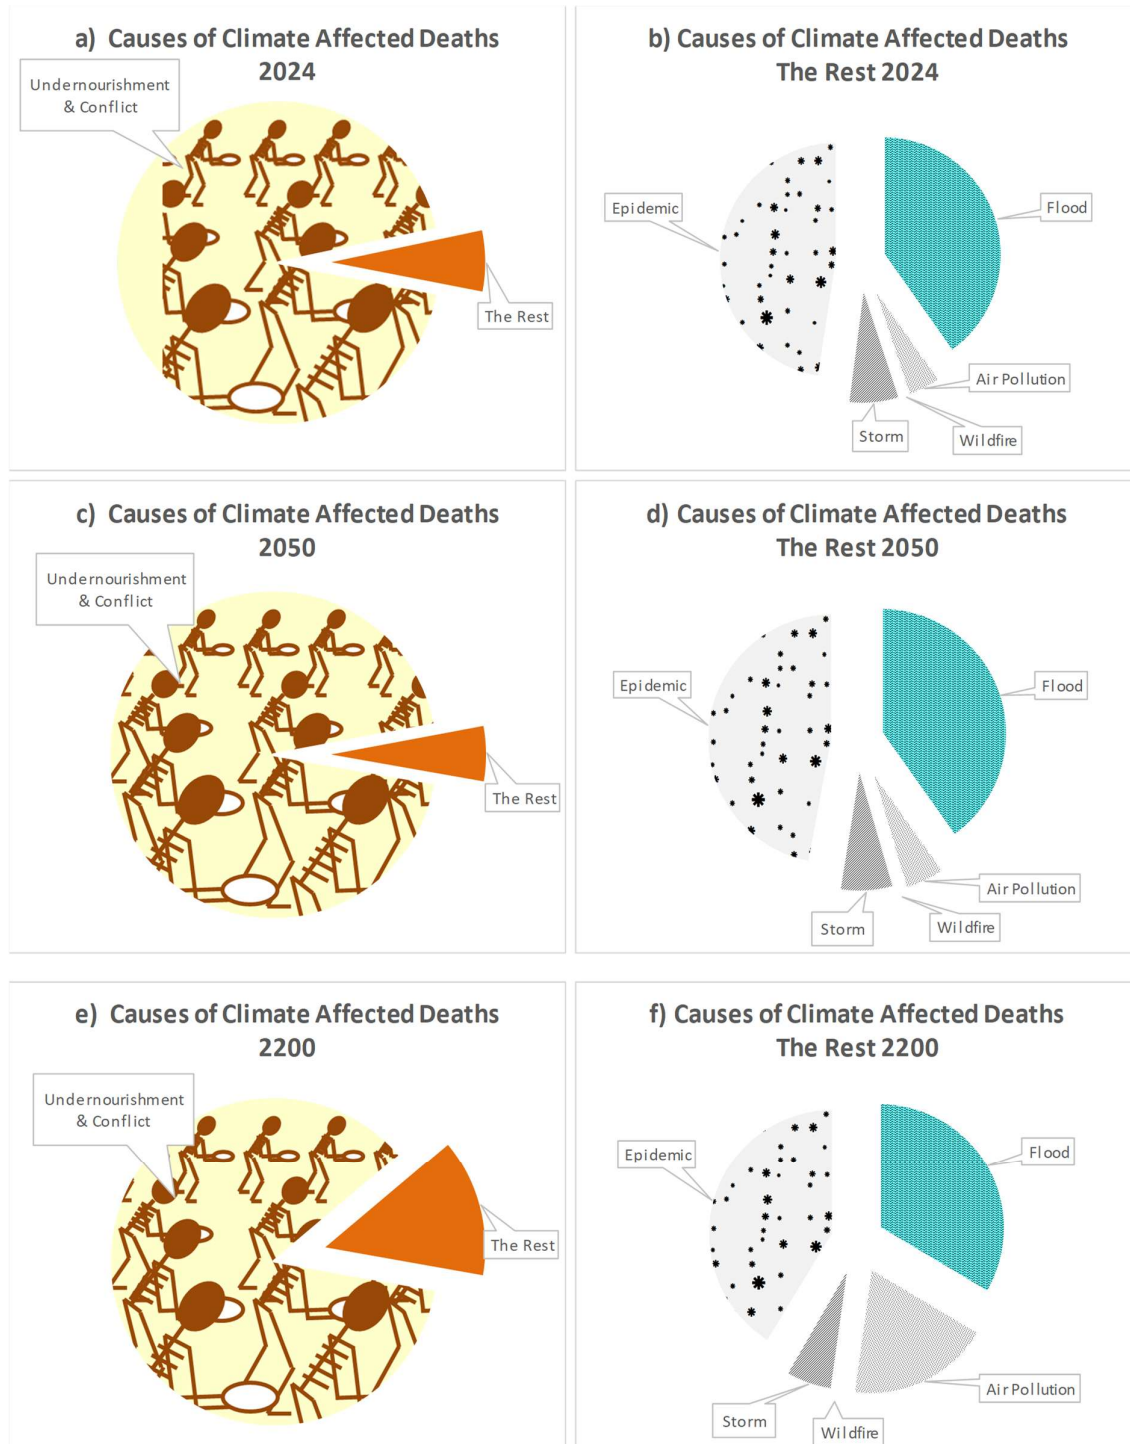 a) Causes of Climate Affected Deaths
2024
Undernourishment
& Conflict
The Rest
b) Causes of Climate Affected Deaths
The Rest 2024
Epidemic
Flood
Air Pollution
Storm
Wildfire
c) Causes of Climate Affected Deaths
2050
Undernourishment
& Conflict
The Rest
d) Causes of Climate Affected Deaths
The Rest 2050
Epidemic
Flood
Air Pollution
Storm
Wildfire
e) Causes of Climate Affected Deaths
2200
Undernourishment
& Conflict
The Rest
f) Causes of Climate Affected Deaths
The Rest 2200
Epidemic
Flood
Air Pollution
Storm
Wildfire